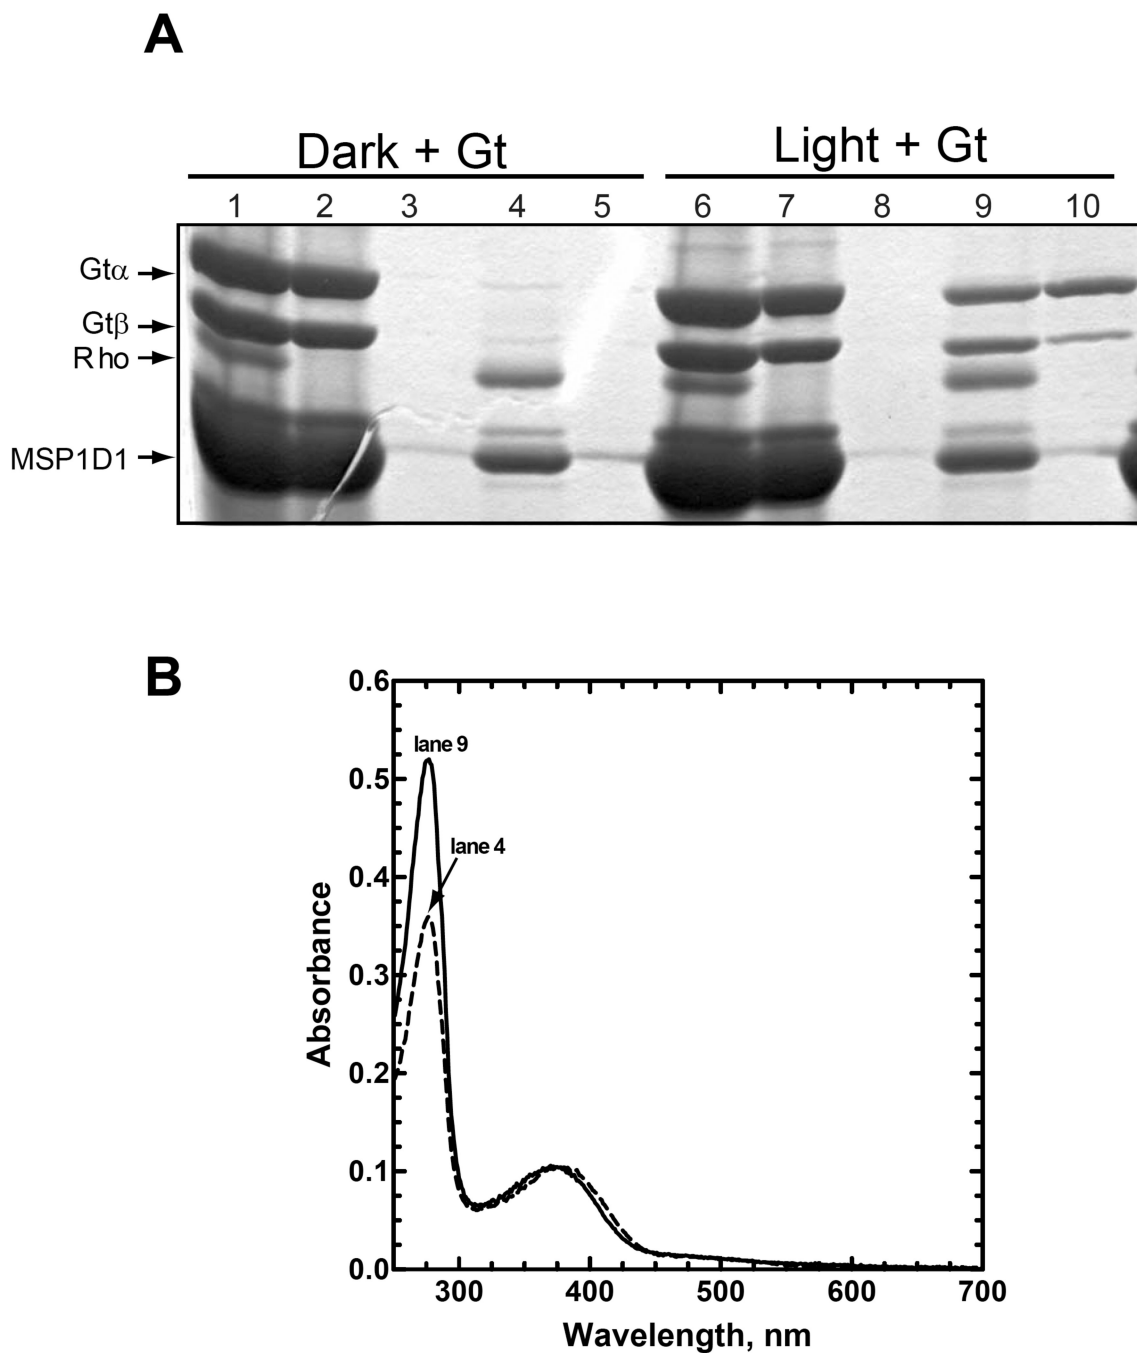 A
Dark + Gt
Light + Gt
1 2 3 4 5 6 7 8 9 10
Gtα
Gtβ
Rho
MSP1D1
B
0.6
0.5
0.4
0.3
0.2
0.1
0.0
lane 9
lane 4
Absorbance
300 400 500 600 700
Wavelength, nm